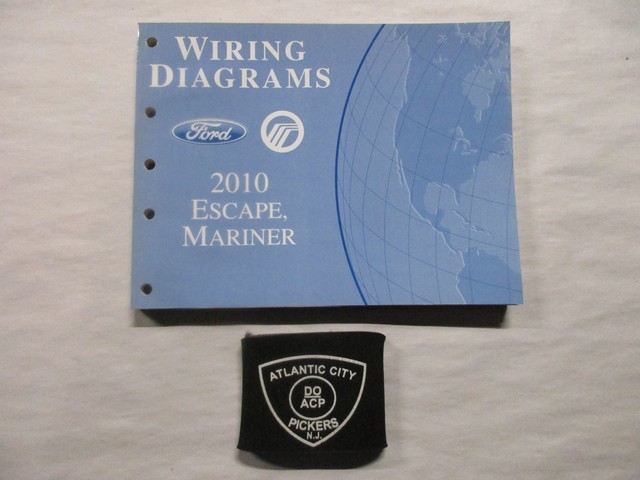 WIRING
DIAGRAMS
Ford
2010
ESCAPE,
MARINER
ATLANTIC CITY
DO
ACP
PICKERS
N.J.